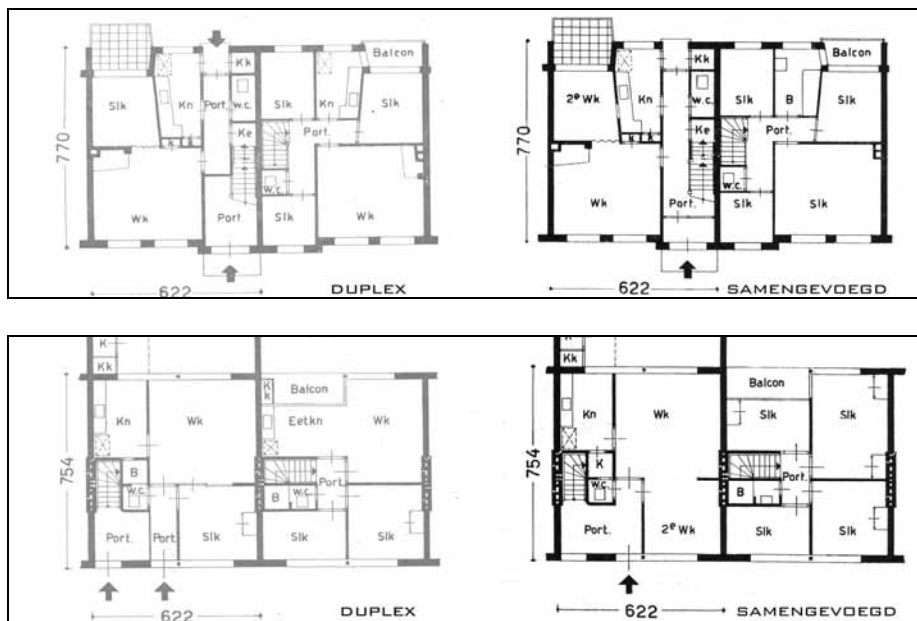 Balcon
Kk
Slk Kn Port. w.c. Slk Kn Slk
Ke Port.
k k
w.c.
Wk Port. Slk Wk
770
622 DUPLEX
Balcon
Kk
2e Wk Kn w.c. Slk B Slk
Ke Port.
k k
w.c.
Wk Port. Slk Slk
770
622 SAMENGEVOEGD
K
Kk
Kk Balcon
Kn Wk Eetkn Wk
754
B Port.
w.c. B w.c.
Port. Port. Slk Slk Slk
622 DUPLEX
Kk
Balcon
Kn Wk Slk Slk
754
K Port.
w.c. B
Port. 2e Wk Slk Slk
622 SAMENGEVOEGD